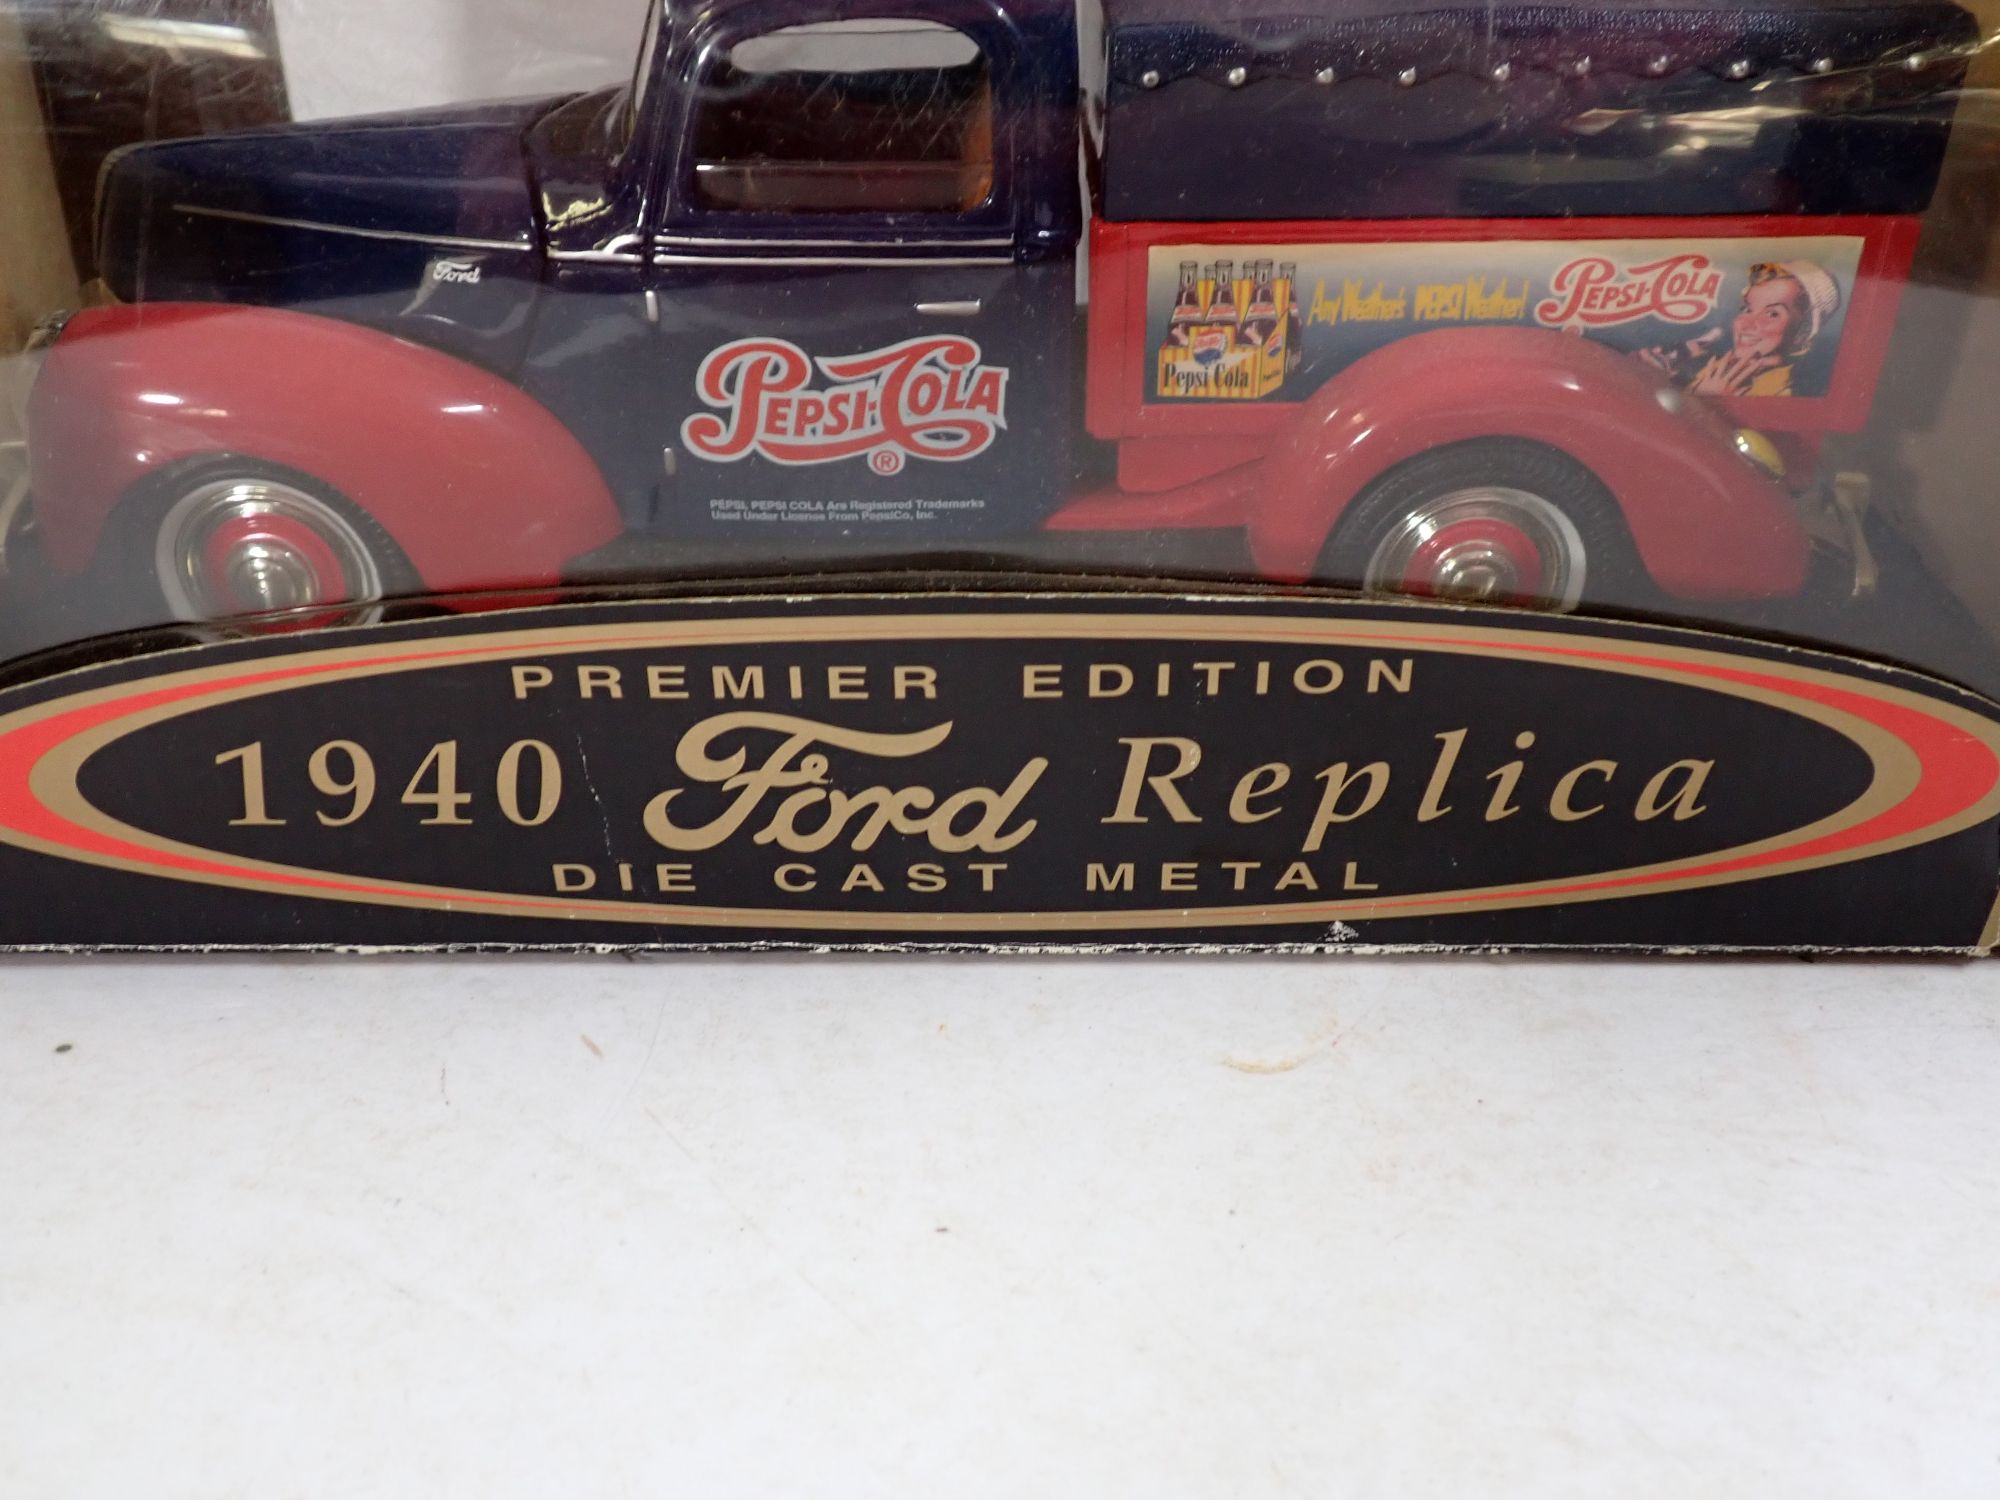 Ford
PEPSI-COLA
®
PEPSI, PEPSI COLA Are Registered Trademarks
Used Under License From PepsiCo, Inc.
Any Weather's PEPSI Weather!
PEPSI-COLA
Pepsi-Cola
PREMIER EDITION
1940 Ford Replica
DIE CAST METAL